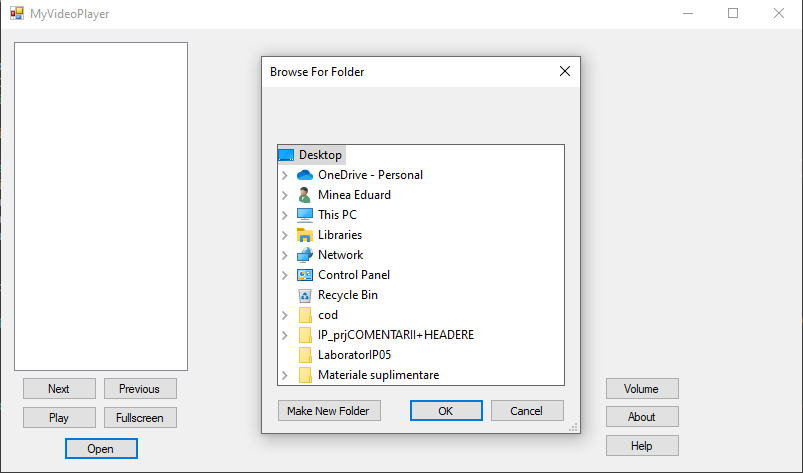 MyVideoPlayer
Browse For Folder
Desktop
OneDrive - Personal
Minea Eduard
This PC
Libraries
Network
Control Panel
Recycle Bin
cod
IP_prjCOMENTARII+HEADERE
LaboratorIP05
Materiale suplimentare
Make New Folder OK Cancel
Next Previous
Play Fullscreen
Open
Volume
About
Help